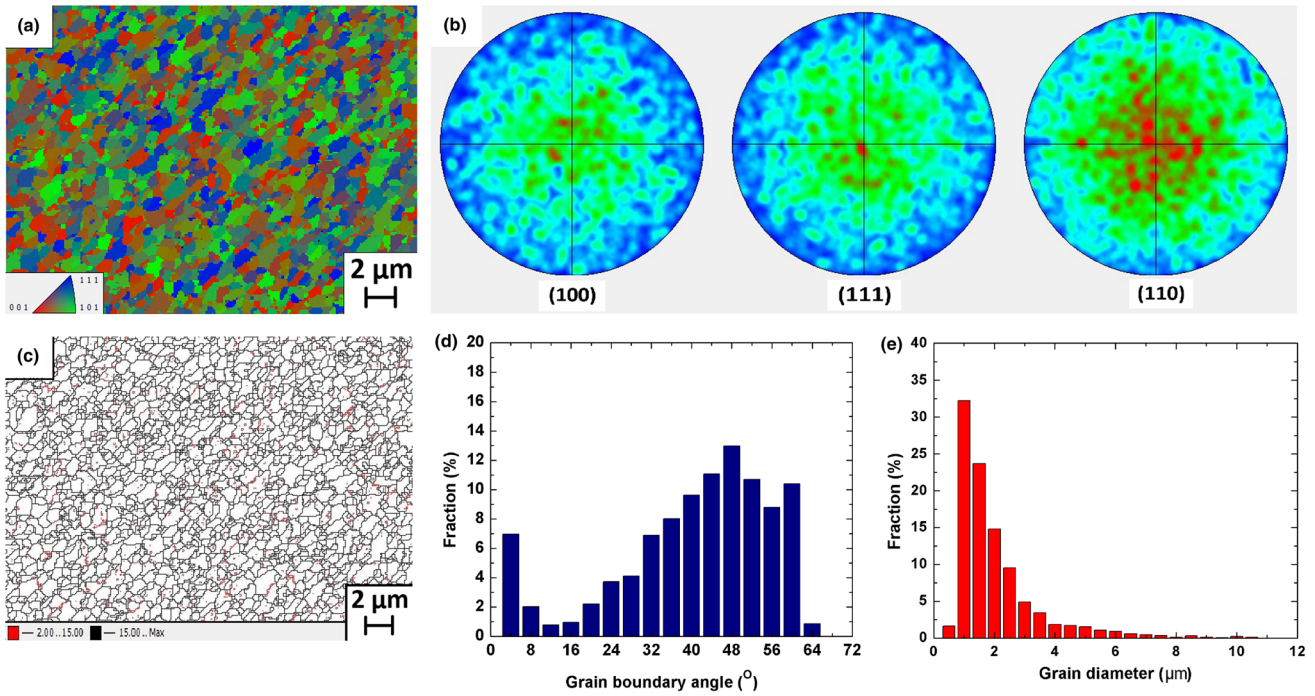 (a)
2 µm
1 1 1
0 0 1
1 0 1
(b)
(100)
(111)
(110)
(c)
2 µm
2.00 .. 15.00
15.00 .. Max
(d)
20
18
16
14
12
10
8
6
4
2
0
Fraction (%)
0 8 16 24 32 40 48 56 64 72
Grain boundary angle (O)
(e)
40
35
30
25
20
15
10
5
0
Fraction (%)
0 2 4 6 8 10 12
Grain diameter (µm)